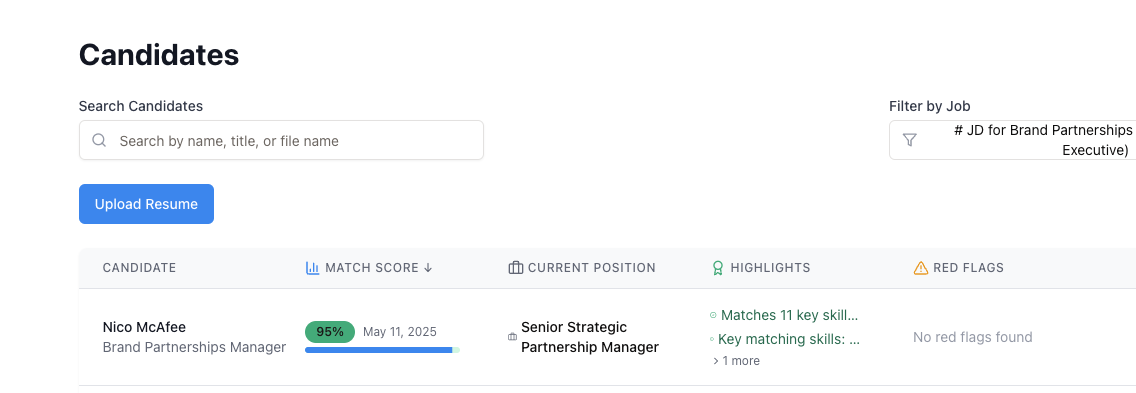 Candidates
Search Candidates
Filter by Job
Search by name, title, or file name
# JD for Brand Partnerships
Executive)
Upload Resume
CANDIDATE
MATCH SCORE ↓
CURRENT POSITION
HIGHLIGHTS
RED FLAGS
Nico McAfee
Brand Partnerships Manager
95%
May 11, 2025
Senior Strategic
Partnership Manager
Matches 11 key skill...
Key matching skills: ...
> 1 more
No red flags found